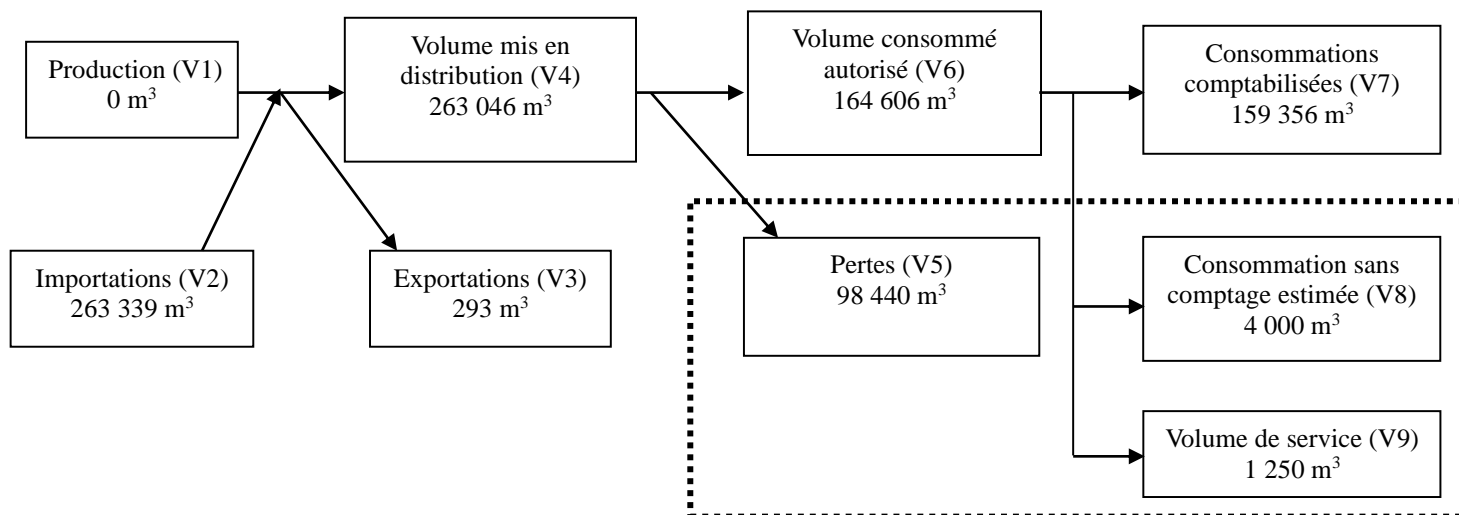 Production (V1)
0 m³
Volume mis en
distribution (V4)
263 046 m³
Volume consommé
autorisé (V6)
164 606 m³
Consommations
comptabilisées (V7)
159 356 m³
Importations (V2)
263 339 m³
Exportations (V3)
293 m³
Pertes (V5)
98 440 m³
Consommation sans
comptage estimée (V8)
4 000 m³
Volume de service (V9)
1 250 m³